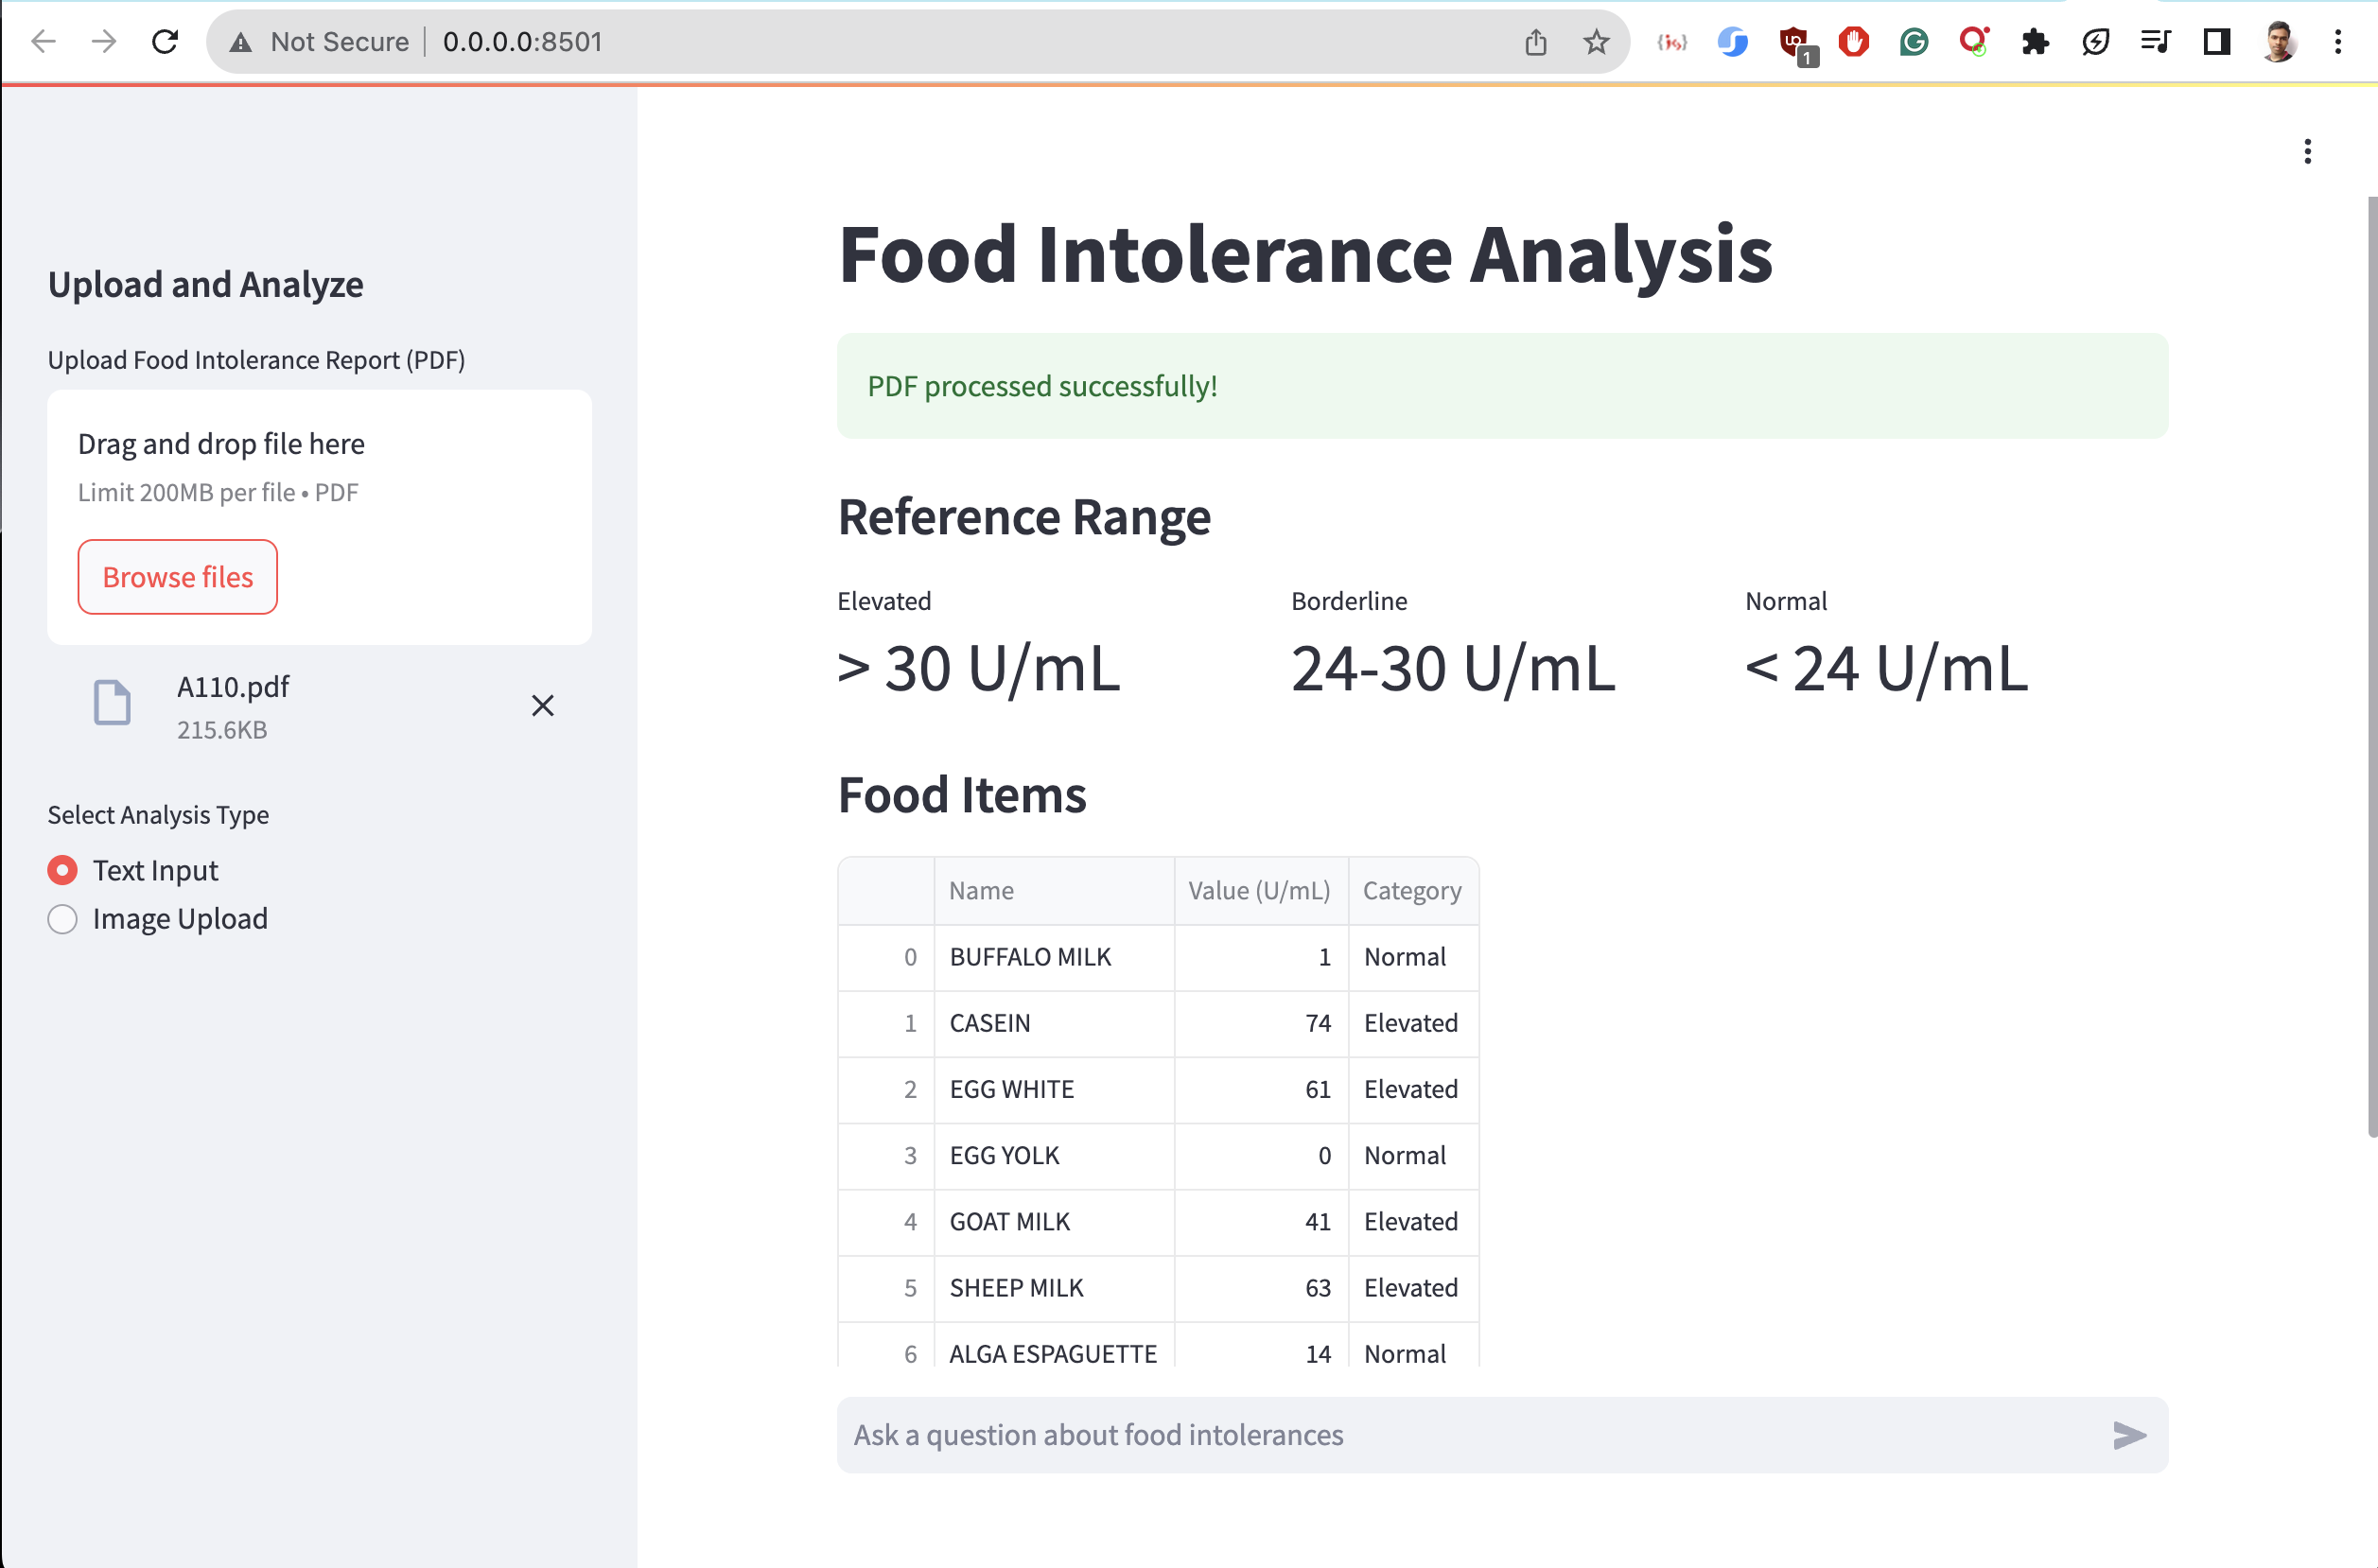 Not Secure 0.0.0.0:8501
1
Upload and Analyze
Upload Food Intolerance Report (PDF)
Drag and drop file here
Limit 200MB per file • PDF
Browse files
A110.pdf
215.6KB
Select Analysis Type
Text Input
Image Upload
Food Intolerance Analysis
PDF processed successfully!
Reference Range
Elevated Borderline Normal
> 30 U/mL 24-30 U/mL < 24 U/mL
Food Items
Name Value (U/mL) Category
0 BUFFALO MILK 1 Normal
1 CASEIN 74 Elevated
2 EGG WHITE 61 Elevated
3 EGG YOLK 0 Normal
4 GOAT MILK 41 Elevated
5 SHEEP MILK 63 Elevated
6 ALGA ESPAGUETTE 14 Normal
Ask a question about food intolerances